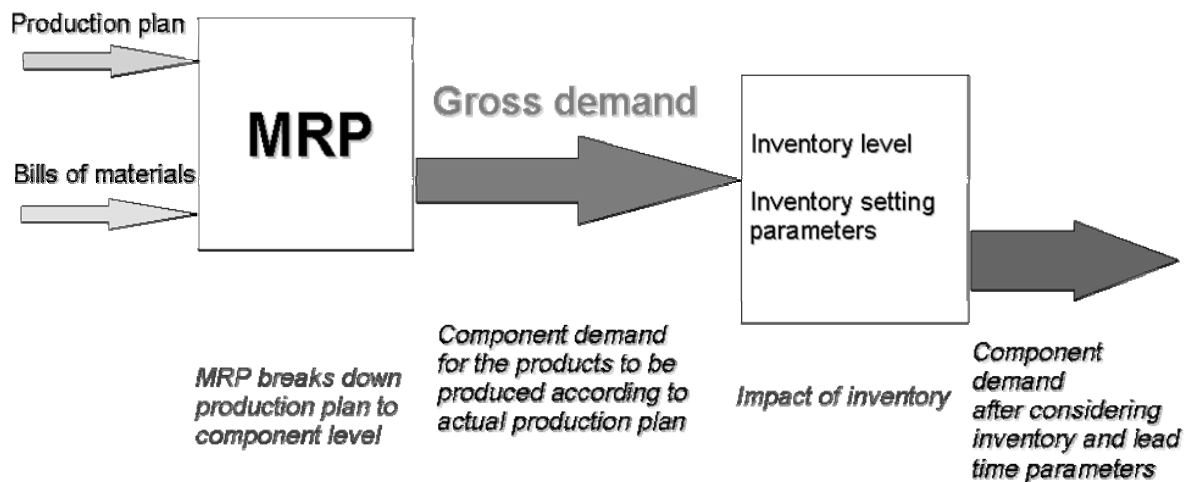 Production plan
MRP
Bills of materials
Gross demand
Inventory level
Inventory setting
parameters
MRP breaks down
production plan to
component level
Component demand
for the products to be
produced according to
actual production plan
Impact of inventory
Component
demand
after considering
inventory and lead
time parameters